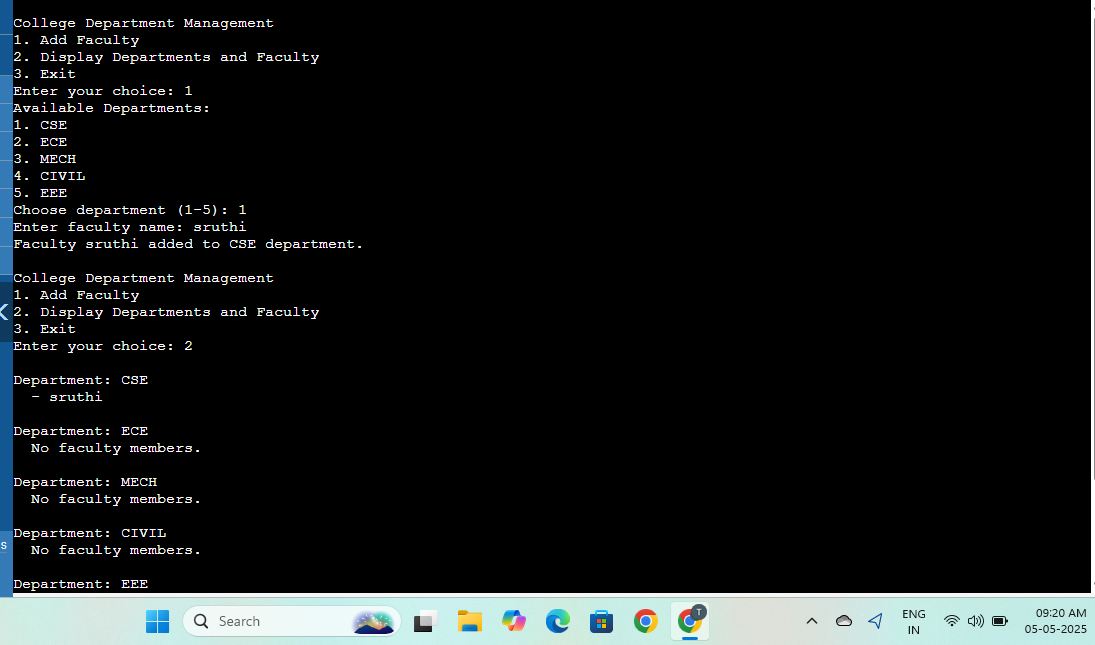 College Department Management
1. Add Faculty
2. Display Departments and Faculty
3. Exit
Enter your choice: 1
Available Departments:
1. CSE
2. ECE
3. MECH
4. CIVIL
5. EEE
Choose department (1-5): 1
Enter faculty name: sruthi
Faculty sruthi added to CSE department.
College Department Management
1. Add Faculty
2. Display Departments and Faculty
3. Exit
Enter your choice: 2
Department: CSE
- sruthi
Department: ECE
No faculty members.
Department: MECH
No faculty members.
Department: CIVIL
No faculty members.
s
Department: EEE
Search
T
ENG
IN
09:20 AM
05-05-2025